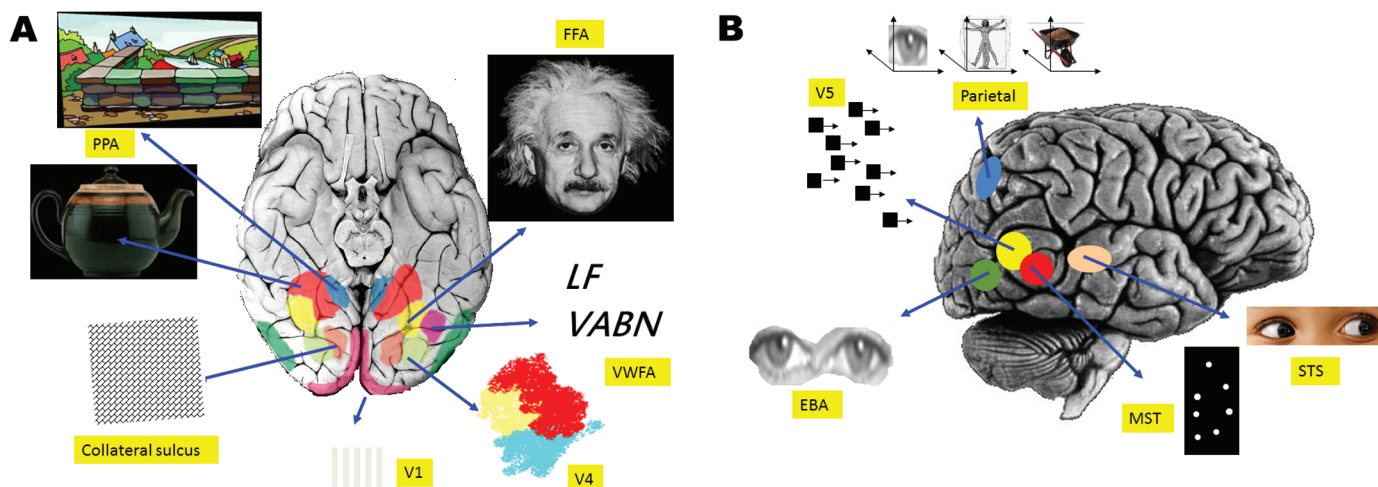 A
FFA
PPA
LF
VABN
VWFA
Collateral sulcus
V1
V4
B
V5
Parietal
EBA
MST
STS